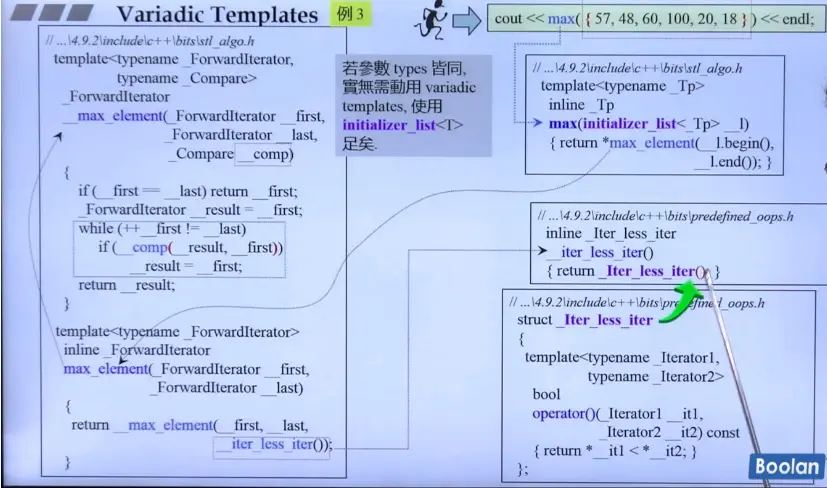 Variadic Templates
例 3
cout << max( { 57, 48, 60, 100, 20, 18 } ) << endl;
// ...\4.9.2\include\c++\bits\stl_algo.h
template<typename _ForwardIterator,
typename _Compare>
_ForwardIterator
__max_element(_ForwardIterator __first,
_ForwardIterator __last,
_Compare __comp)
{
if (__first == __last) return __first;
_ForwardIterator __result = __first;
while (++__first != __last)
if (__comp(__result, __first))
__result = __first;
return __result;
}
template<typename _ForwardIterator>
inline _ForwardIterator
max_element(_ForwardIterator __first,
_ForwardIterator __last)
{
return __max_element(__first, __last,
__iter_less_iter());
}
若參數 types 皆同,
實無需動用 variadic
templates, 使用
initializer_list<T>
足矣.
// ...\4.9.2\include\c++\bits\stl_algo.h
template<typename _Tp>
inline _Tp
max(initializer_list<_Tp> __l)
{ return *max_element(__l.begin(),
__l.end()); }
// ...\4.9.2\include\c++\bits\predefined_oops.h
inline _Iter_less_iter
__iter_less_iter()
{ return _Iter_less_iter(); }
// ...\4.9.2\include\c++\bits\predefined_oops.h
struct _Iter_less_iter
{
template<typename _Iterator1,
typename _Iterator2>
bool
operator()(_Iterator1 __it1,
_Iterator2 __it2) const
{ return *__it1 < *__it2; }
};
Boolan